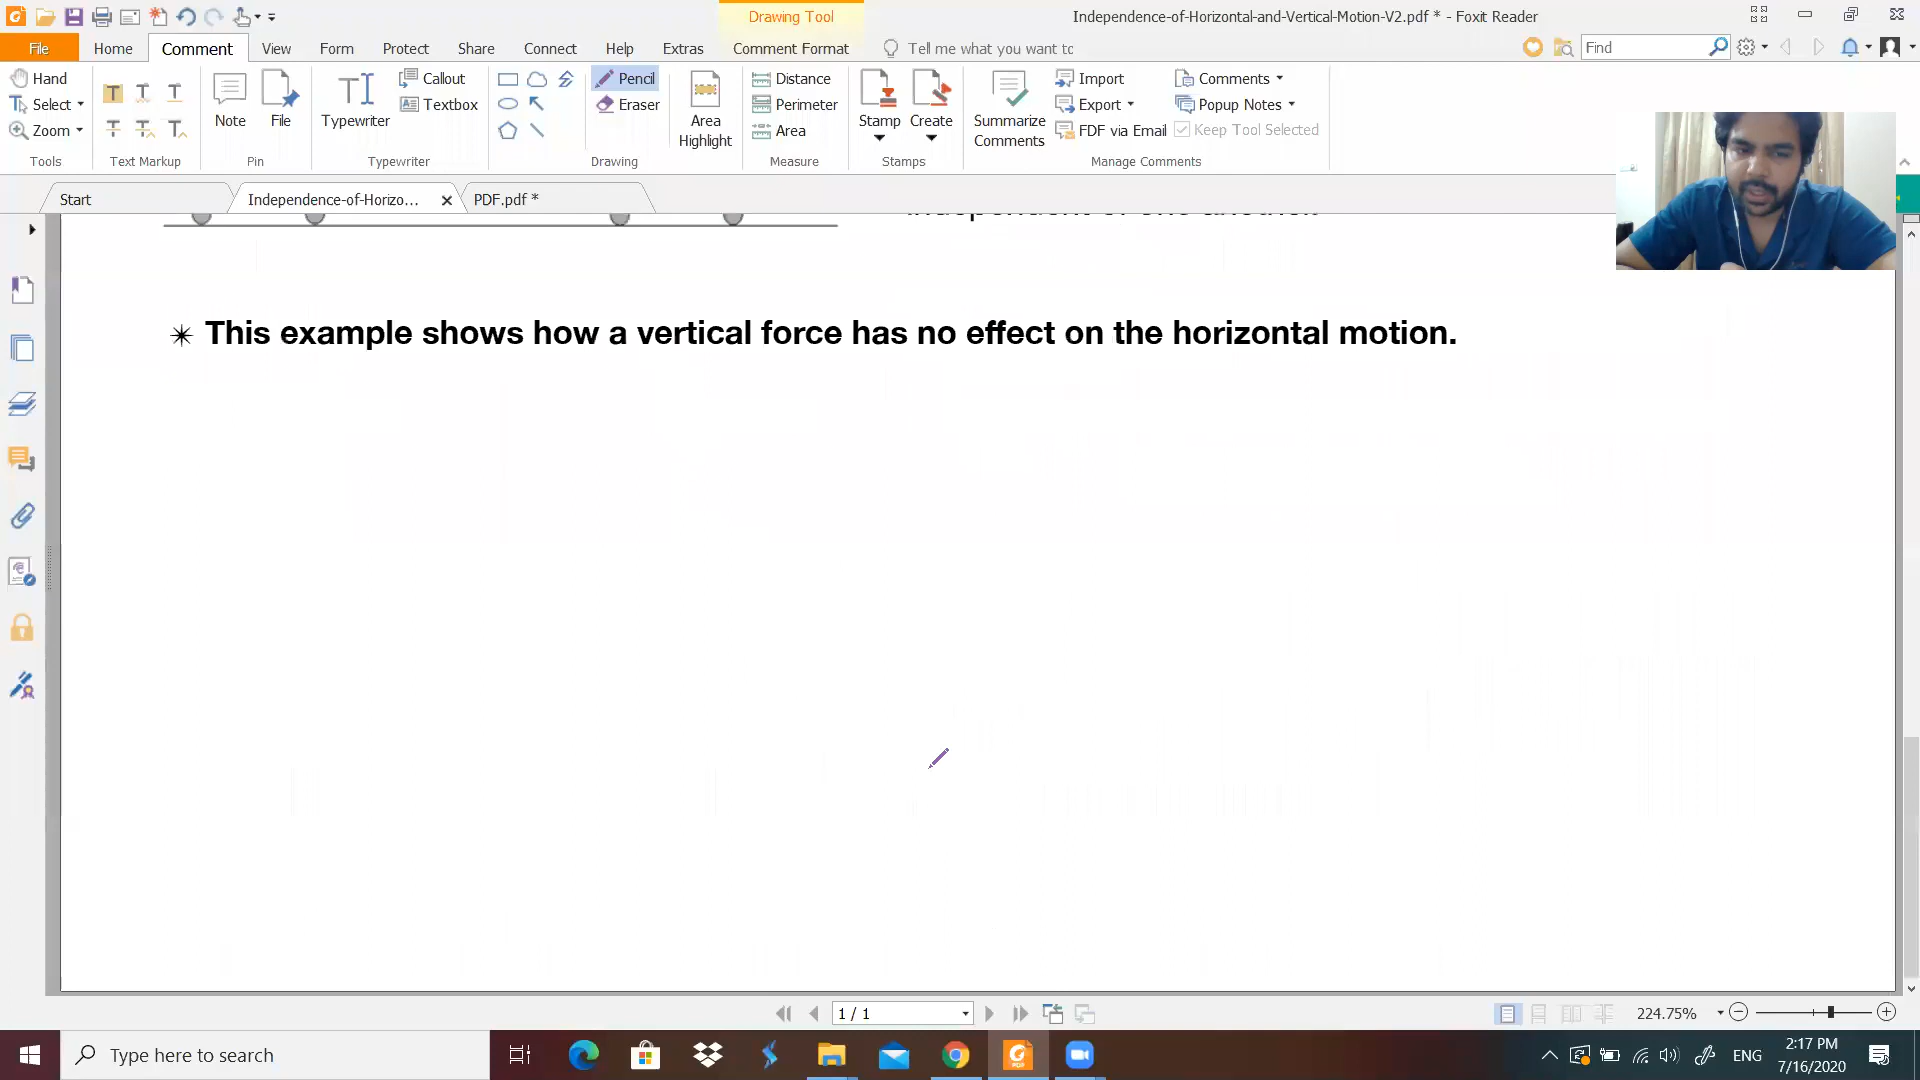 Drawing Tool
Independence-of-Horizontal-and-Vertical-Motion-V2.pdf * - Foxit Reader
File Home Comment View Form Protect Share Connect Help Extras Comment Format Tell me what you want to Find
Hand
Select
Zoom
Tools
Text Markup
Note
File
Pin
Typewriter
Callout
Textbox
Typewriter
Pencil
Eraser
Drawing
Area
Highlight
Distance
Perimeter
Area
Measure
Stamp
Create
Stamps
Summarize
Comments
Import
Export
FDF via Email
Comments
Popup Notes
Keep Tool Selected
Manage Comments
Start
Independence-of-Horizo...
PDF.pdf *
This example shows how a vertical force has no effect on the horizontal motion.
1 / 1
224.75%
Type here to search
ENG
2:17 PM
7/16/2020